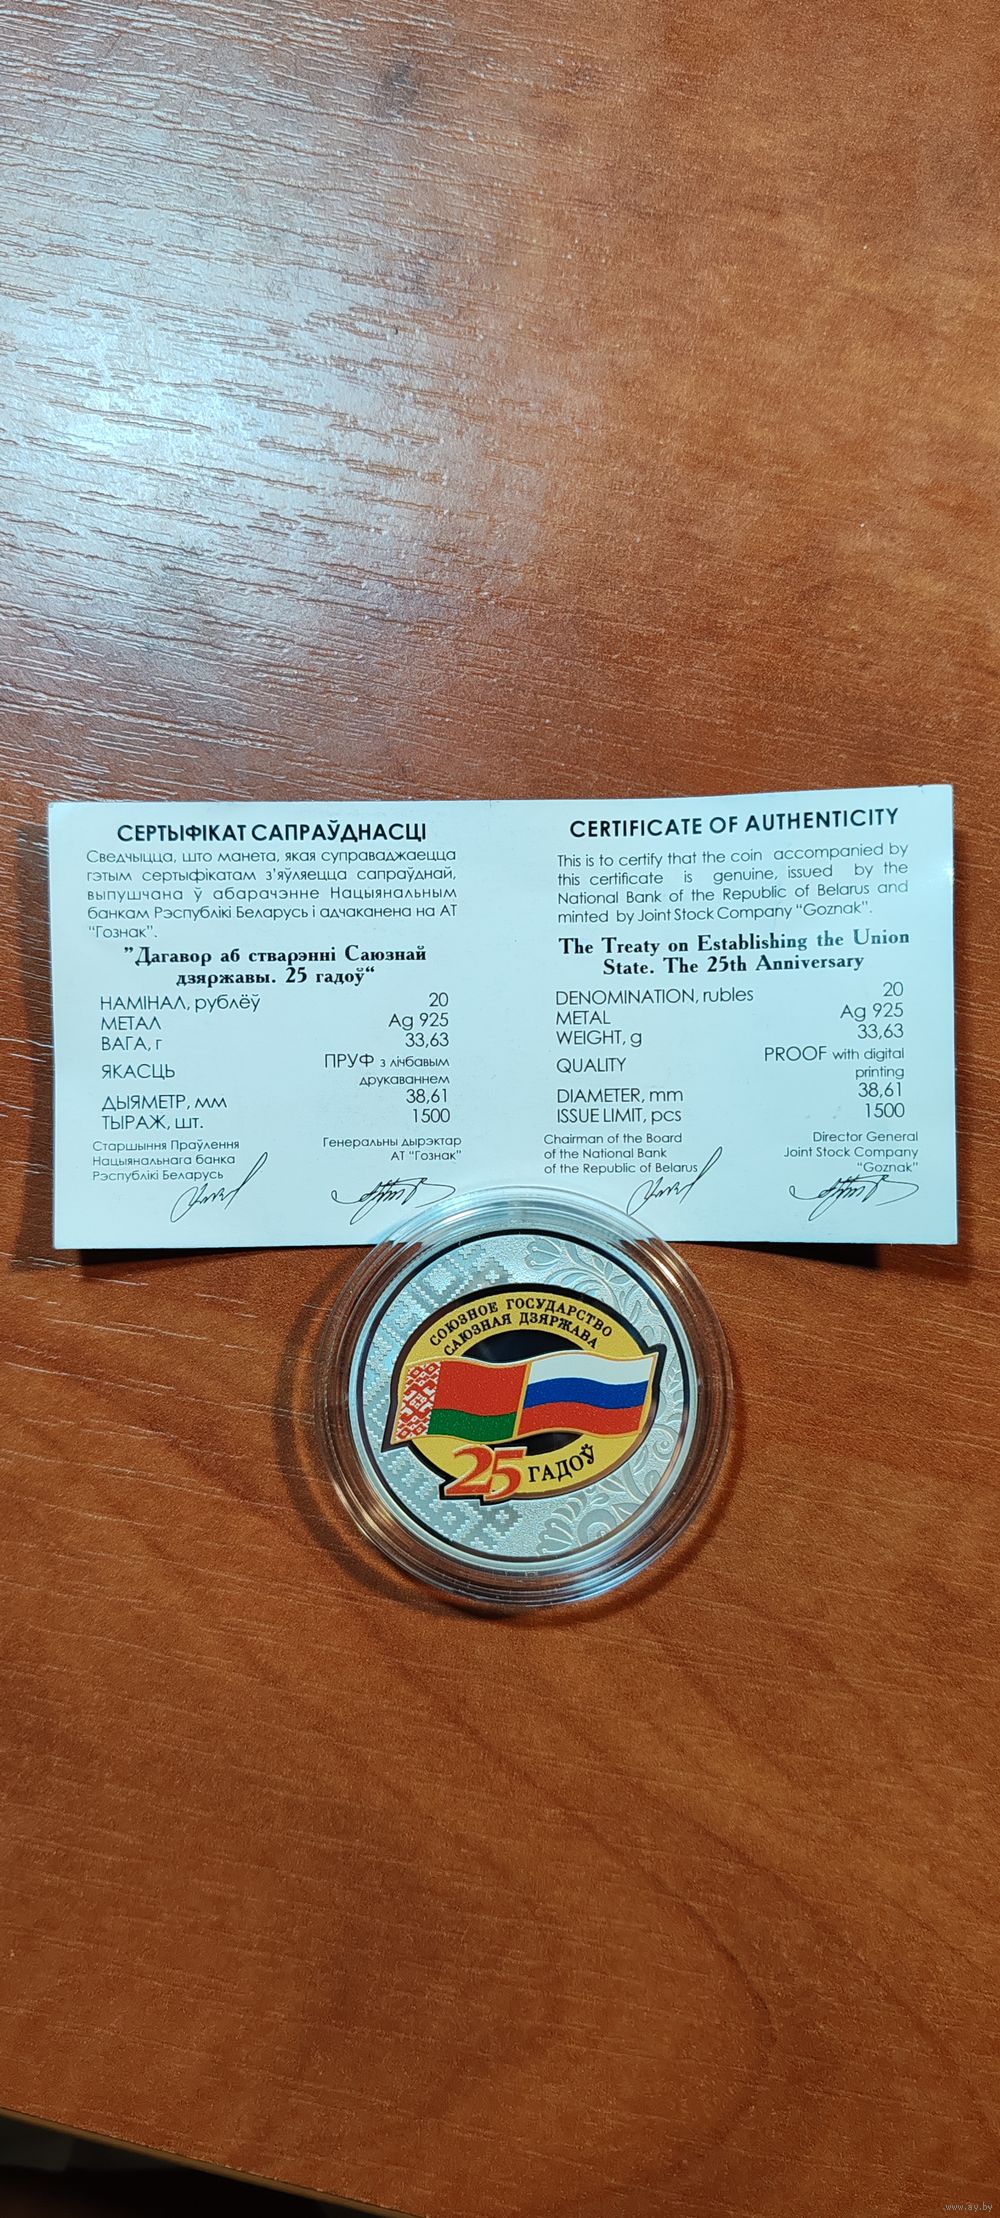 СЕРТЫФІКАТ САПРАЎДНАСЦІ
Сведчыцца, што манета, якая суправаджаецца
гэтым сертыфікатам з’яўляецца сапраўднай,
выпушчана ў абарачэнне Нацыянальным
банкам Рэспублікі Беларусь і адчаканена на АТ
“Гознак”.
”Дагавор аб стварэнні Саюзнай
дзяржавы. 25 гадоў“
НАМІНАЛ, рублёў 20
МЕТАЛ Ag 925
ВАГА, г 33,63
ЯКАСЦЬ ПРУФ з лічбавым
друкаваннем
ДЫЯМЕТР, мм 38,61
ТЫРАЖ, шт. 1500
Старшыння Праўлення
Нацыянальнага банка
Рэспублікі Беларусь
Генеральны дырэктар
АТ “Гознак”
CERTIFICATE OF AUTHENTICITY
This is to certify that the coin accompanied by
this certificate is genuine, issued by the
National Bank of the Republic of Belarus and
minted by Joint Stock Company “Goznak”.
The Treaty on Establishing the Union
State. The 25th Anniversary
DENOMINATION, rubles 20
METAL Ag 925
WEIGHT, g 33,63
QUALITY PROOF with digital
printing
DIAMETER, mm 38,61
ISSUE LIMIT, pcs 1500
Chairman of the Board
of the National Bank
of the Republic of Belarus
Director General
Joint Stock Company
“Goznak”
СОЮЗНОЕ ГОСУДАРСТВО
САЮЗНАЯ ДЗЯРЖАВА
25 ГАДОЎ
www.ay.by